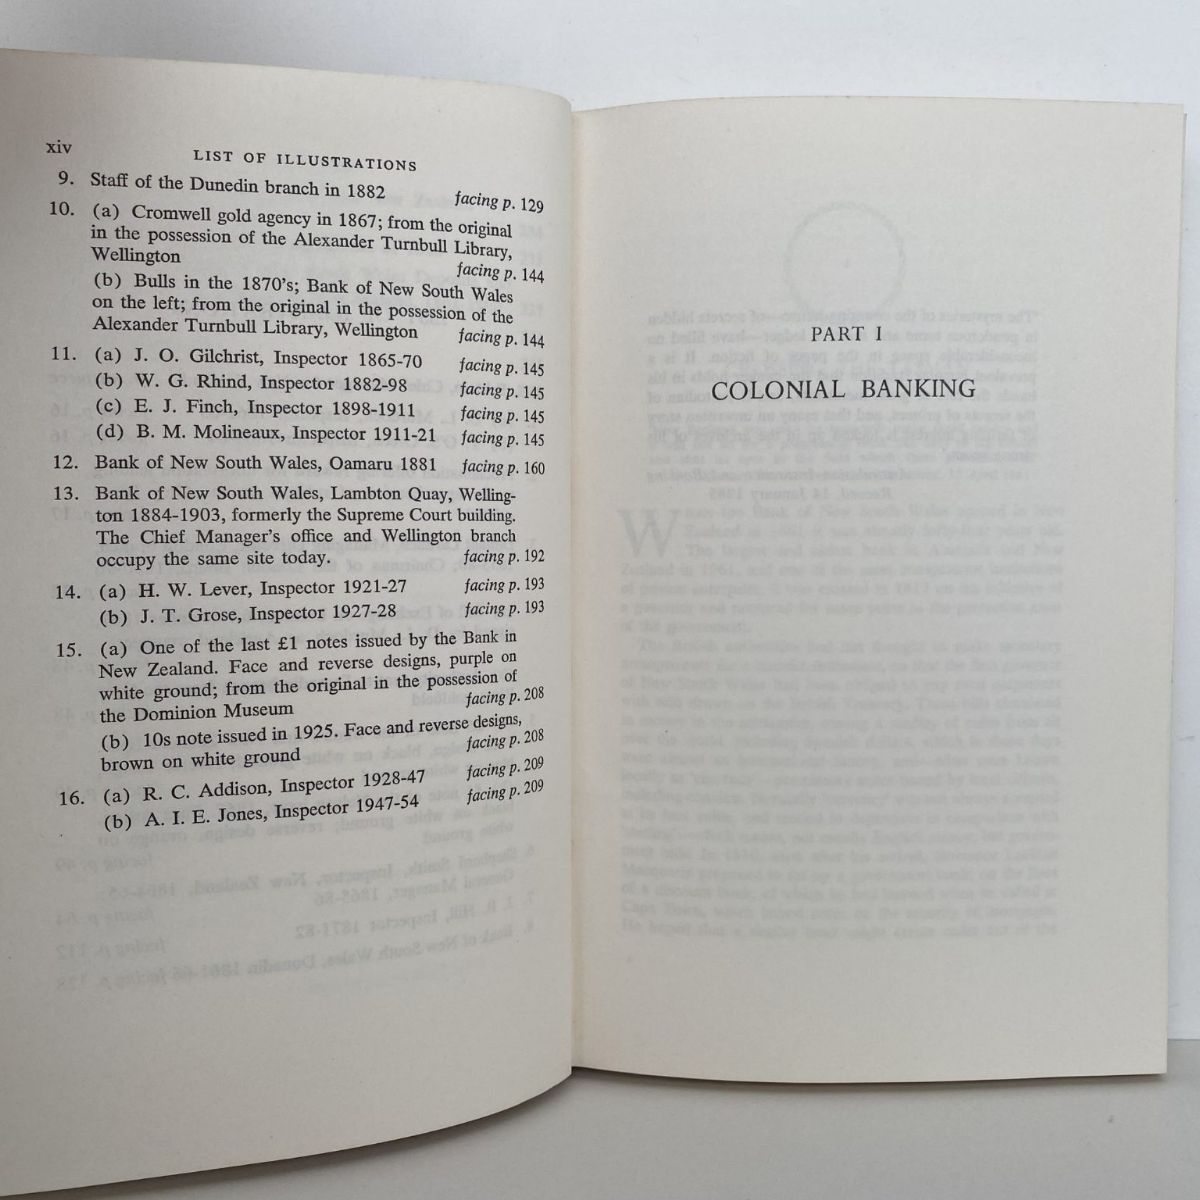 xiv
LIST OF ILLUSTRATIONS
9. Staff of the Dunedin branch in 1882 facing p. 129
10. (a) Cromwell gold agency in 1867; from the original
in the possession of the Alexander Turnbull Library,
Wellington facing p. 144
(b) Bulls in the 1870's; Bank of New South Wales
on the left; from the original in the possession of the
Alexander Turnbull Library, Wellington facing p. 144
11. (a) J. O. Gilchrist, Inspector 1865-70 facing p. 145
(b) W. G. Rhind, Inspector 1882-98 facing p. 145
(c) E. J. Finch, Inspector 1898-1911 facing p. 145
(d) B. M. Molineaux, Inspector 1911-21 facing p. 145
12. Bank of New South Wales, Oamaru 1881 facing p. 160
13. Bank of New South Wales, Lambton Quay, Welling-
ton 1884-1903, formerly the Supreme Court building.
The Chief Manager's office and Wellington branch
occupy the same site today. facing p. 192
14. (a) H. W. Lever, Inspector 1921-27 facing p. 193
(b) J. T. Grose, Inspector 1927-28 facing p. 193
15. (a) One of the last £1 notes issued by the Bank in
New Zealand. Face and reverse designs, purple on
white ground; from the original in the possession of
the Dominion Museum facing p. 208
(b) 10s note issued in 1925. Face and reverse designs,
brown on white ground facing p. 208
16. (a) R. C. Addison, Inspector 1928-47 facing p. 209
(b) A. I. E. Jones, Inspector 1947-54 facing p. 209
PART I
COLONIAL BANKING